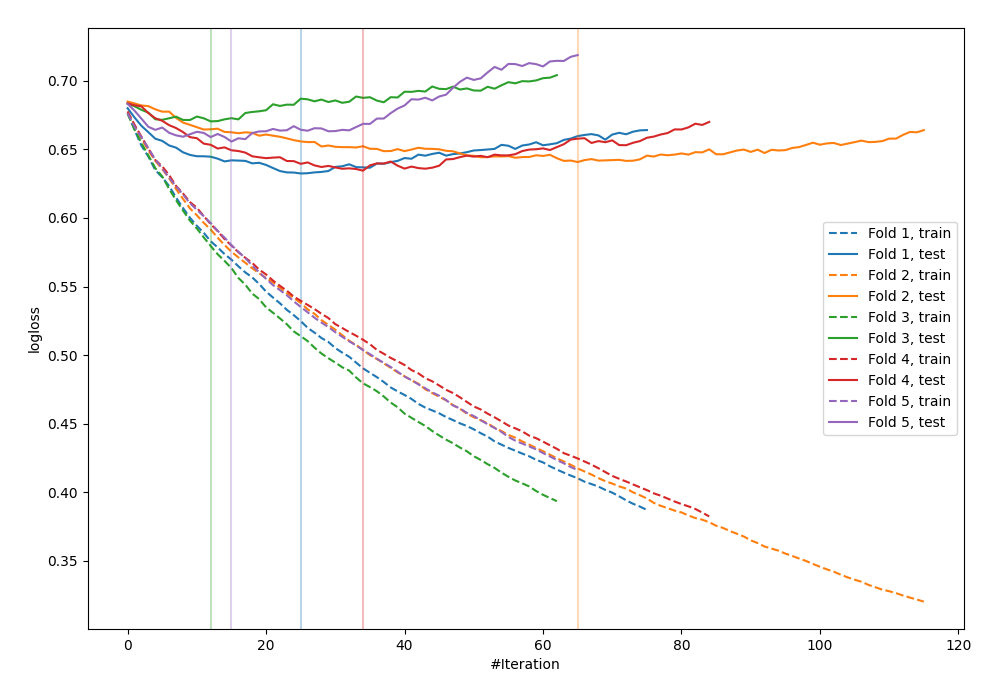 0.70
0.65
0.60
0.55
0.50
0.45
0.40
0.35
logloss
0
20
40
60
80
100
120
#Iteration
Fold 1, train
Fold 1, test
Fold 2, train
Fold 2, test
Fold 3, train
Fold 3, test
Fold 4, train
Fold 4, test
Fold 5, train
Fold 5, test